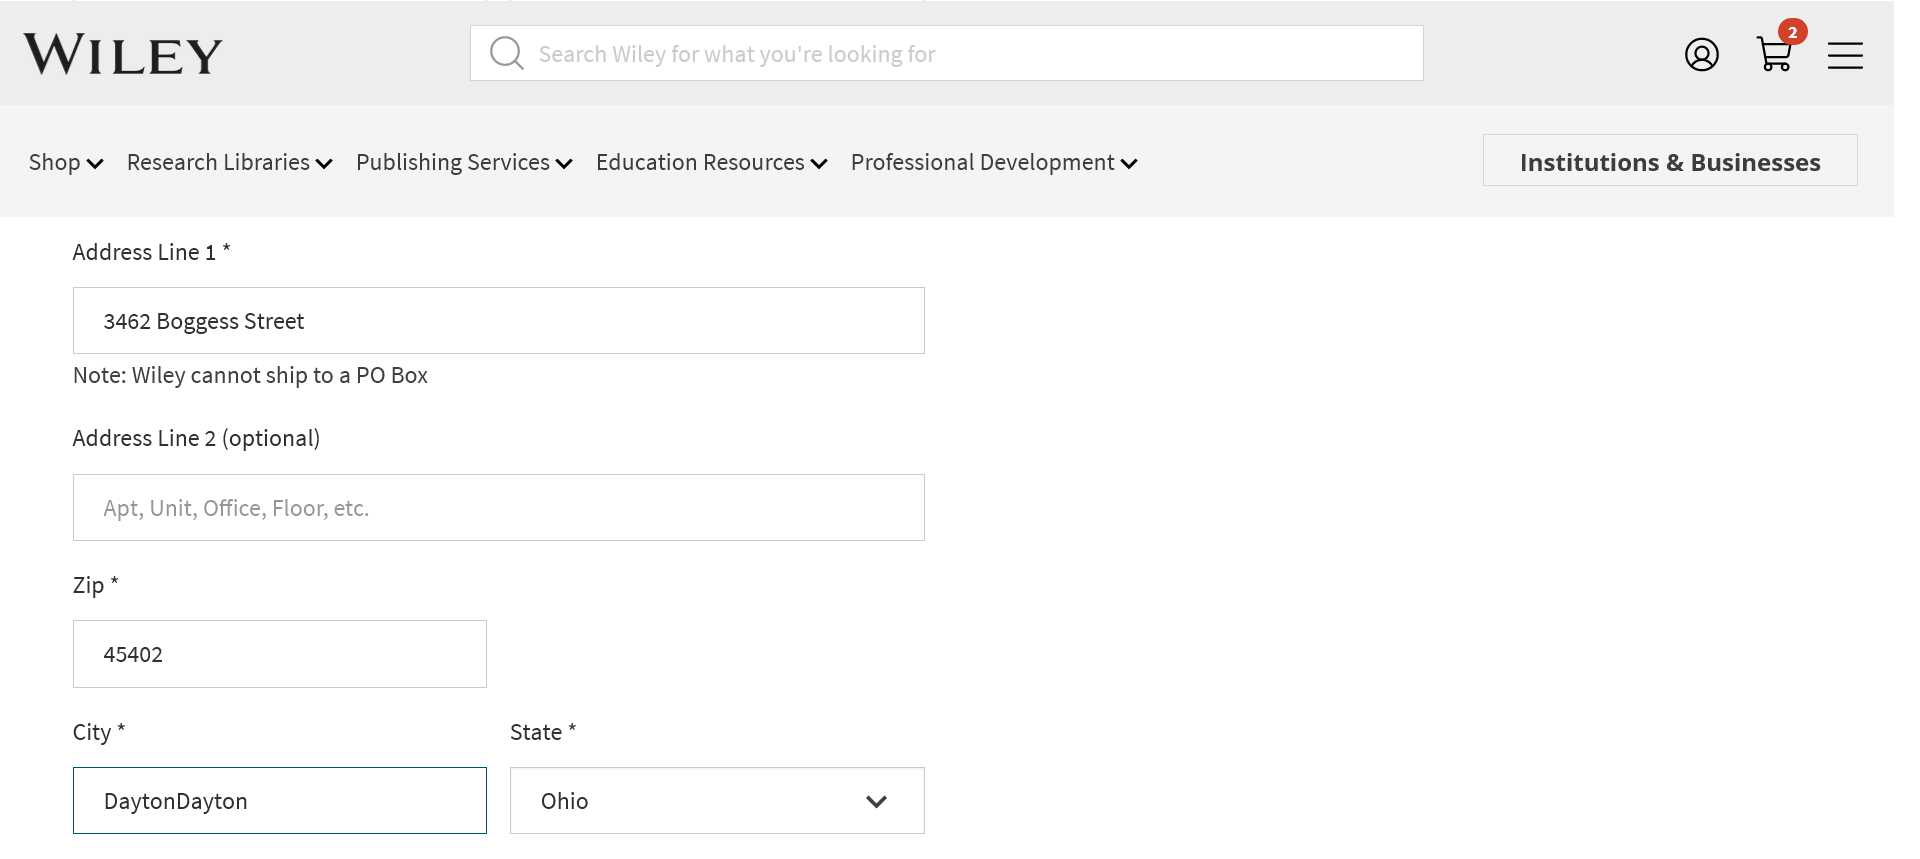 WILEY
Search Wiley for what you're looking for
2
Shop
Research Libraries
Publishing Services
Education Resources
Professional Development
Institutions & Businesses
Address Line 1 *
3462 Boggess Street
Note: Wiley cannot ship to a PO Box
Address Line 2 (optional)
Apt, Unit, Office, Floor, etc.
Zip *
45402
City *
State *
DaytonDayton
Ohio